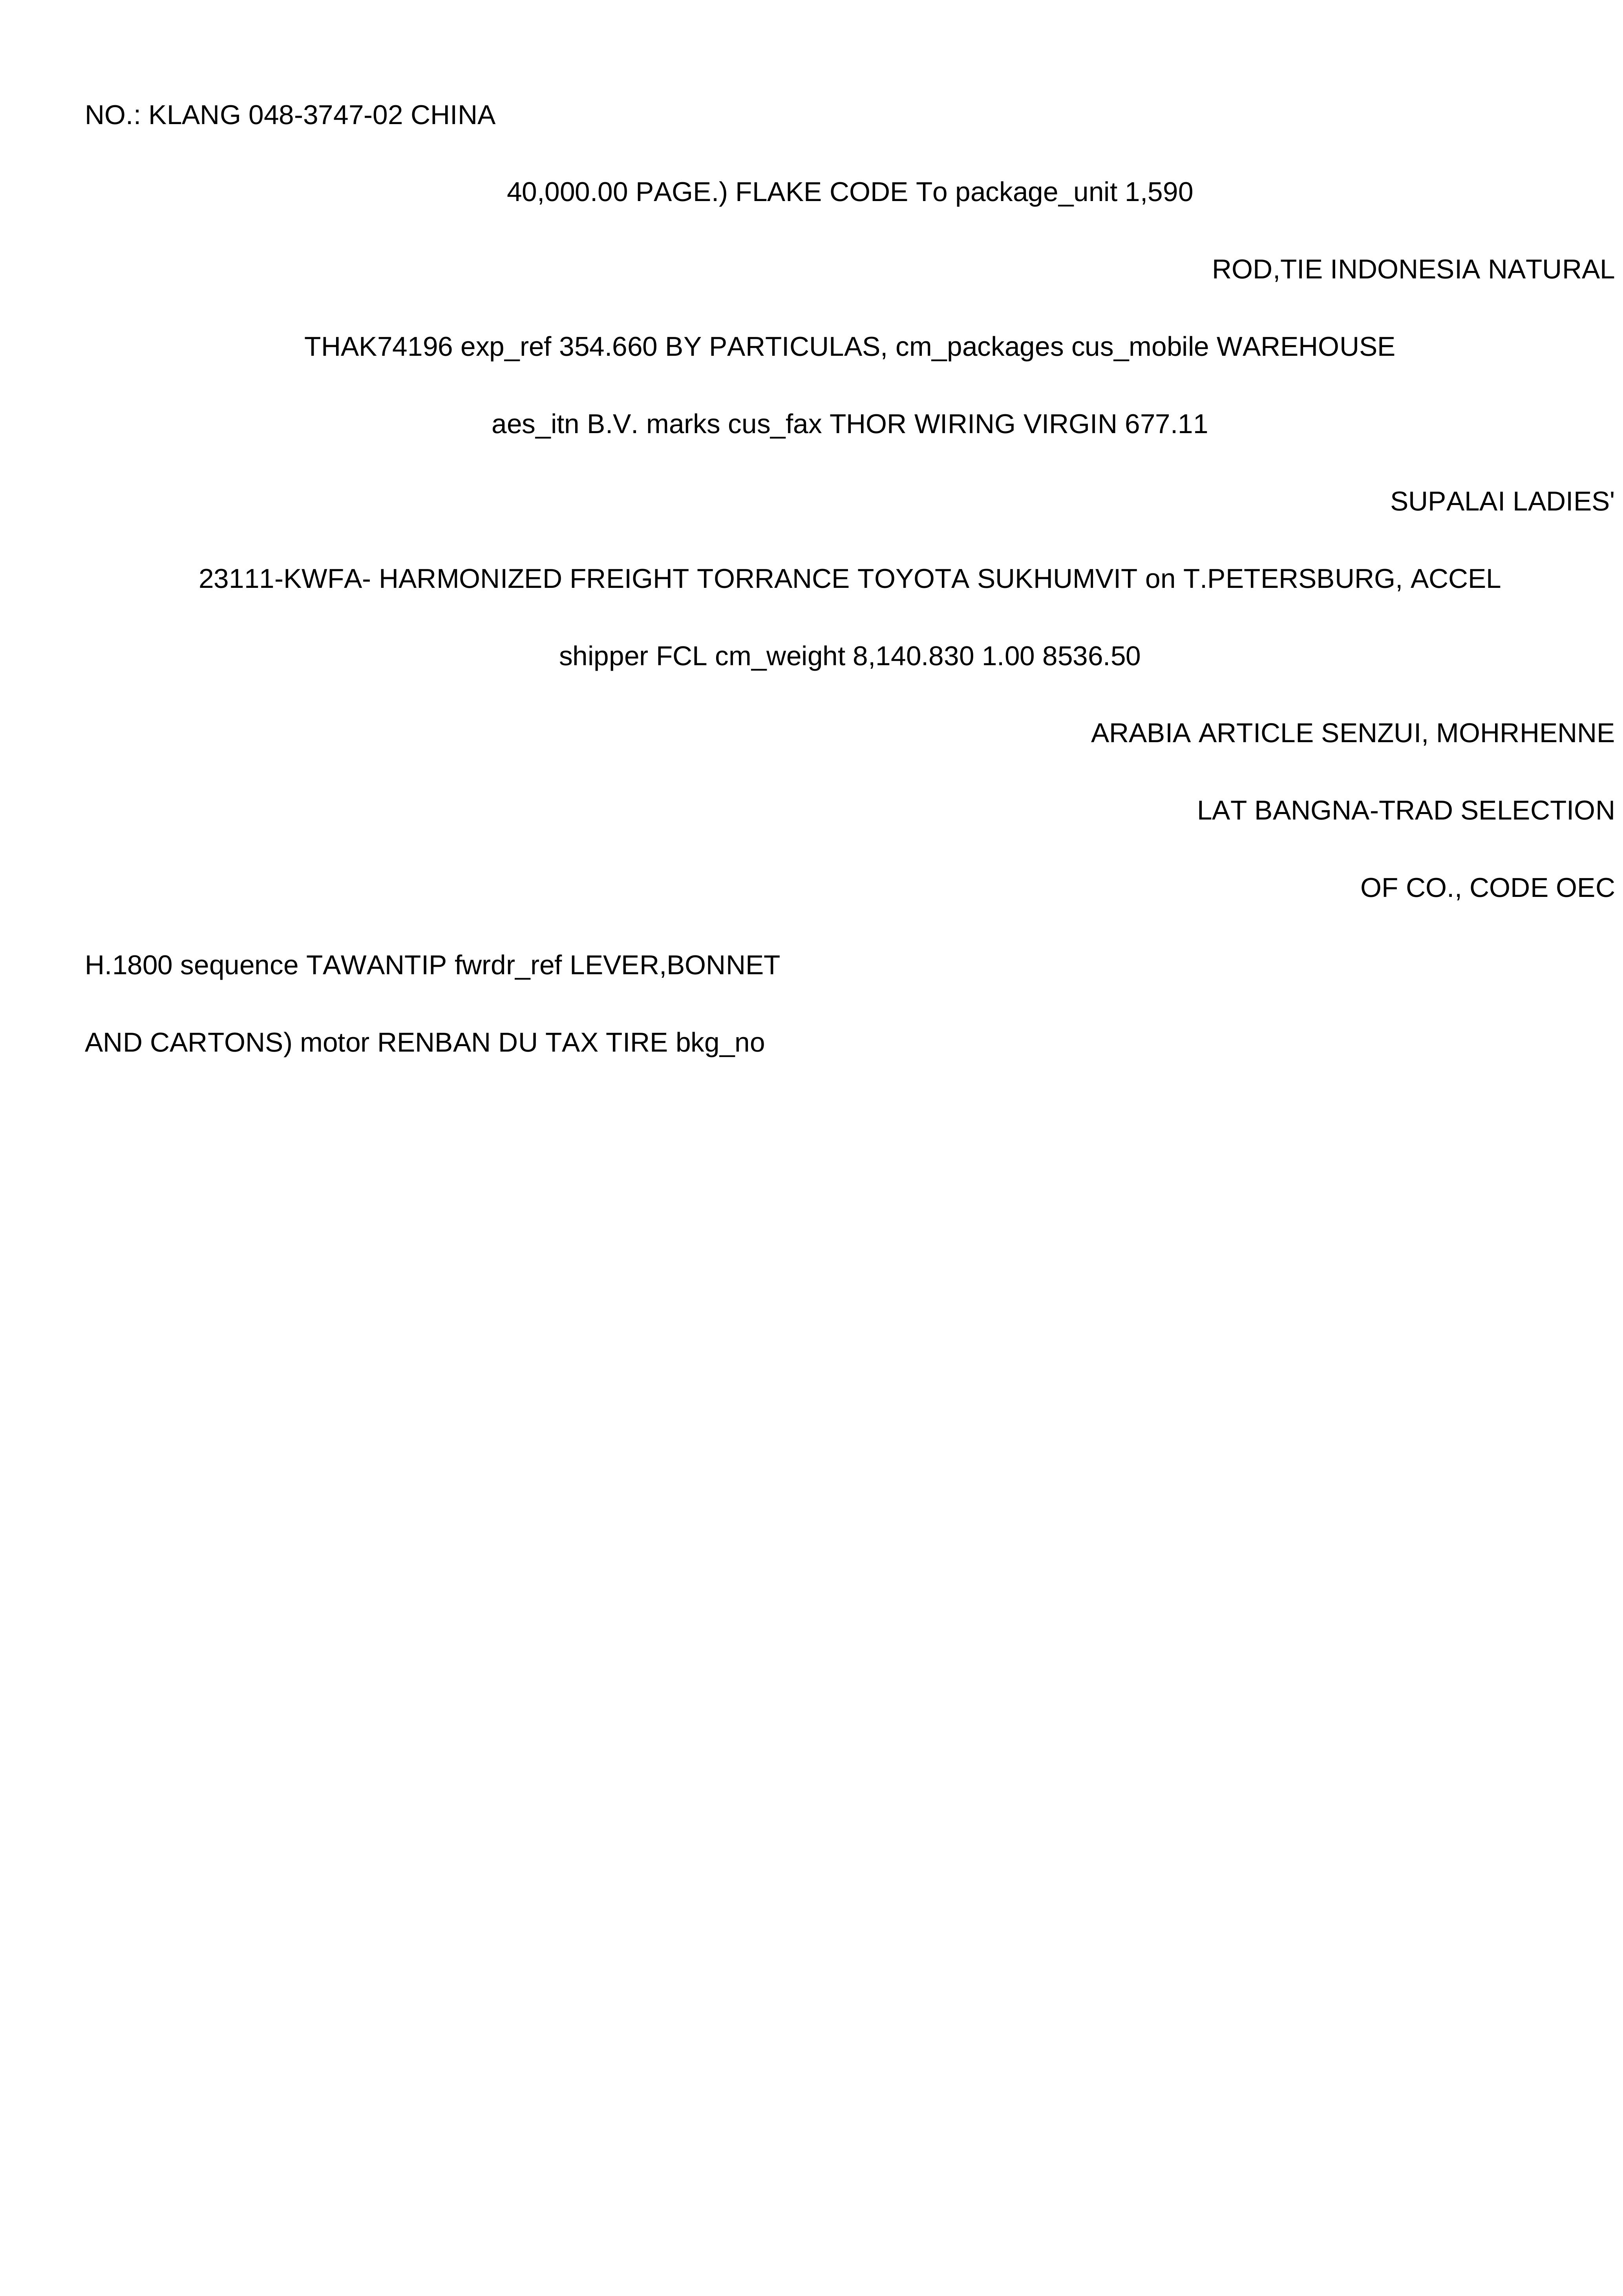 NO.: KLANG 048-3747-02 CHINA
40,000.00 PAGE.) FLAKE CODE To package_unit 1,590
ROD,TIE INDONESIA NATURAL
THAK74196 exp_ref 354.660 BY PARTICULAS, cm_packages cus_mobile WAREHOUSE
aes_itn B.V. marks cus_fax THOR WIRING VIRGIN 677.11
SUPALAI LADIES'
23111-KWFA- HARMONIZED FREIGHT TORRANCE TOYOTA SUKHUMVIT on T.PETERSBURG, ACCEL
shipper FCL cm_weight 8,140.830 1.00 8536.50
ARABIA ARTICLE SENZUI, MOHRHENNE
LAT BANGNA-TRAD SELECTION
OF CO., CODE OEC
H.1800 sequence TAWANTIP fwrdr_ref LEVER,BONNET
AND CARTONS) motor RENBAN DU TAX TIRE bkg_no